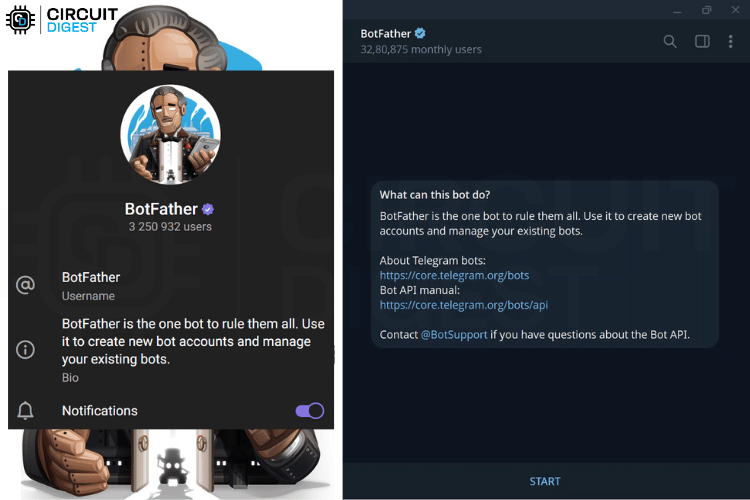 CIRCUIT
DIGEST
BotFather
3 250 932 users
BotFather
Username
BotFather is the one bot to rule them all. Use
it to create new bot accounts and manage
your existing bots.
Bio
Notifications
BotFather
32,80,875 monthly users
What can this bot do?
BotFather is the one bot to rule them all. Use it to create new bot
accounts and manage your existing bots.
About Telegram bots:
https://core.telegram.org/bots
Bot API manual:
https://core.telegram.org/bots/api
Contact @BotSupport if you have questions about the Bot API.
START
CIRCUIT
DIGEST